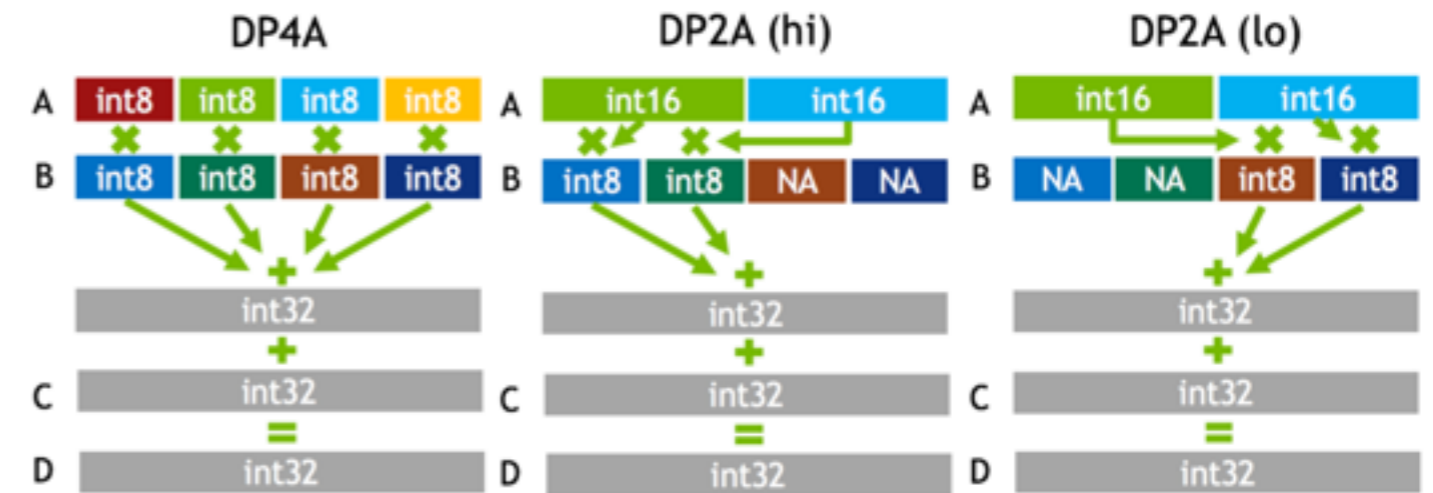 DP4A DP2A (hi) DP2A (lo)
A int8 int8 int8 int8 A int16 int16 A int16 int16
B int8 int8 int8 int8 B int8 int8 NA NA B NA NA int8 int8
+ + +
int32 int32 int32
+ + +
C int32 C int32 C int32
= = =
D int32 D int32 D int32